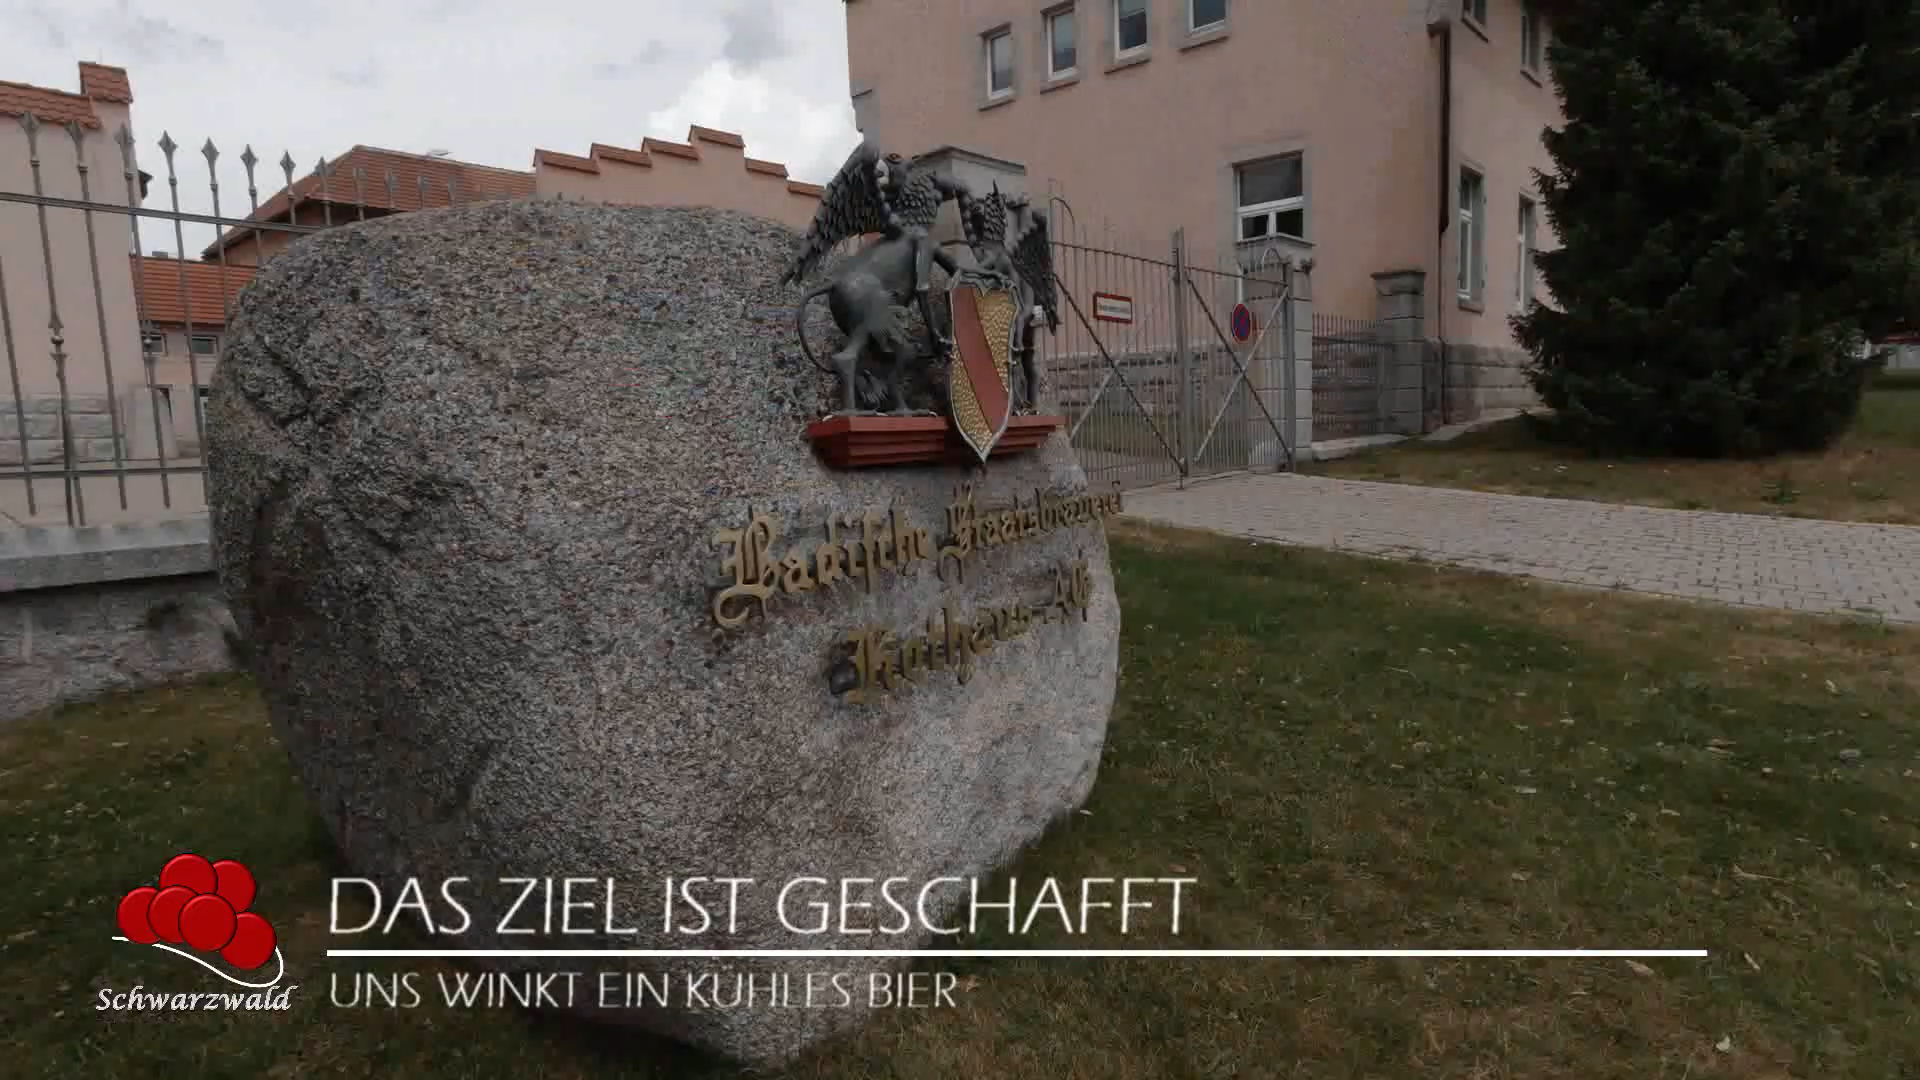 Badische Staatsbrauerei
Rothaus AG
DAS ZIEL IST GESCHAFFT
UNS WINKT EIN KÜHLES BIER
Schwarzwald